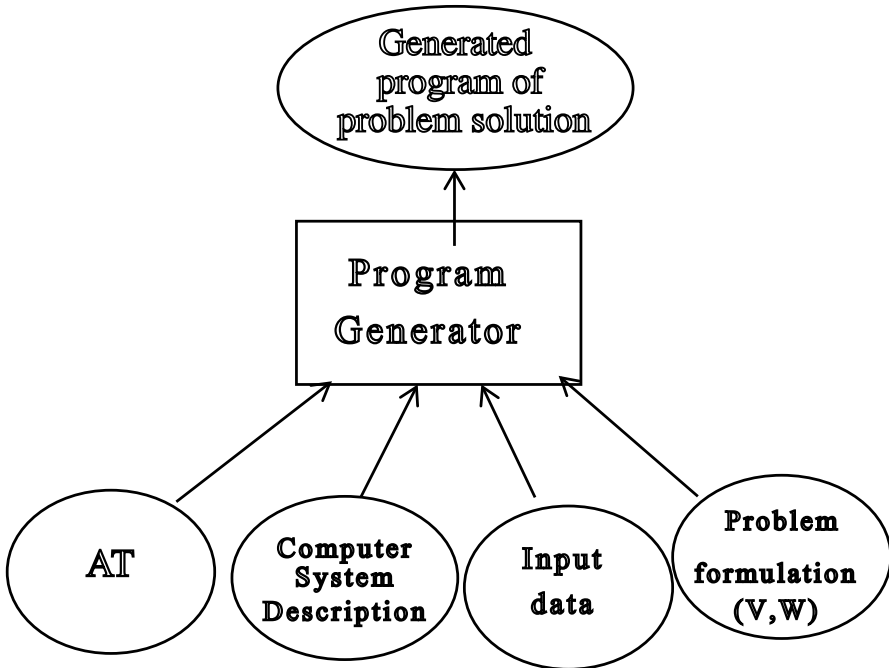 Generated
program of
problem solution
Program
Generator
AT
Computer
System
Description
Input
data
Problem
formulation
(V,W)